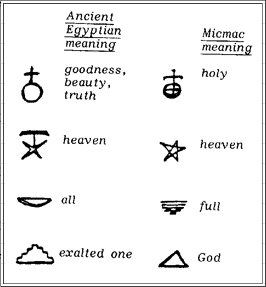 Ancient
Egyptian
meaning
Micmac
meaning
goodness,
beauty,
truth
holy
heaven
heaven
all
full
exalted one
God